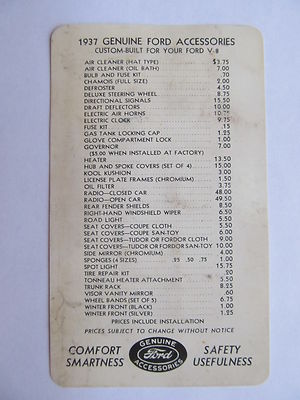 1937 GENUINE FORD ACCESSORIES
CUSTOM-BUILT FOR YOUR FORD V-8
AIR CLEANER (HAT TYPE) $3.75
AIR CLEANER (OIL BATH) 7.00
BULB AND FUSE KIT .70
CHAMOIS (FULL SIZE) 2.00
DEFROSTER 4.50
DELUXE STEERING WHEEL 8.75
DIRECTIONAL SIGNALS 15.50
DRAFT DEFLECTORS 10.00
ELECTRIC AIR HORNS 10.75
ELECTRIC CLOCK 9.75
FUSE KIT .15
GAS TANK LOCKING CAP 1.25
GLOVE COMPARTMENT LOCK 1.00
GOVERNOR 7.00
($5.00 WHEN INSTALLED AT FACTORY)
HEATER 13.50
HUB AND SPOKE COVERS (SET OF 4) 15.00
KOOL KUSHION 3.00
LICENSE PLATE FRAMES (CHROMIUM) 1.50
OIL FILTER 3.75
RADIO—CLOSED CAR 48.00
RADIO—OPEN CAR 49.50
REAR FENDER SHIELDS 8.50
RIGHT-HAND WINDSHIELD WIPER 6.50
ROAD LIGHT 5.50
SEAT COVERS—COUPE CLOTH 5.50
SEAT COVERS—COUPE SAN-TOY 6.00
SEAT COVERS—TUDOR OR FORDOR CLOTH 9.00
SEAT COVERS—TUDOR OR FORDOR SAN-TOY 10.00
SIDE MIRROR (CHROMIUM) 1.00
SPONGES (4 SIZES) .25 .50 .75 1.00
SPOT LIGHT 15.75
TIRE REPAIR KIT .20
TONNEAU HEATER ATTACHMENT 5.50
TRUNK RACK 8.25
VISOR VANITY MIRROR .60
WHEEL BANDS (SET OF 5) 6.75
WINTER FRONT (BLACK) 1.00
WINTER FRONT (SILVER) 1.25
PRICES INCLUDE INSTALLATION
PRICES SUBJECT TO CHANGE WITHOUT NOTICE
COMFORT
SMARTNESS
GENUINE
Ford
ACCESSORIES
SAFETY
USEFULNESS